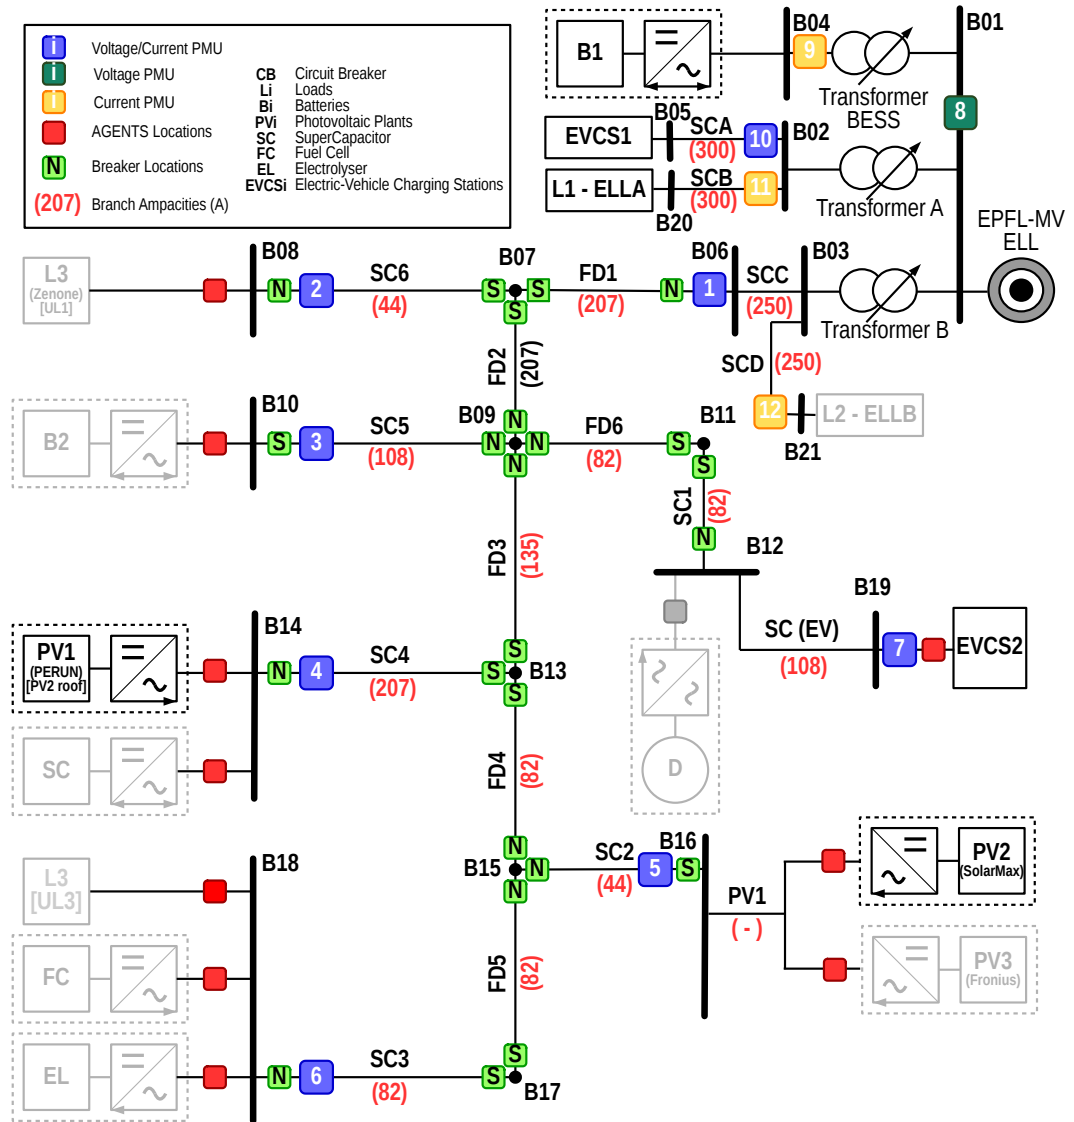 i Voltage/Current PMU
i Voltage PMU
i Current PMU
AGENTS Locations
N Breaker Locations
(207) Branch Ampacities (A)
CB Circuit Breaker
Li Loads
Bi Batteries
PVi Photovoltaic Plants
SC SuperCapacitor
FC Fuel Cell
EL Electrolyser
EVCSi Electric-Vehicle Charging Stations
B1
B04
9
Transformer
BESS
B01
8
B05
EVCS1
SCA
(300)
10
B02
L1 - ELLA
SCB
(300)
11
B20
Transformer A
EPFL-MV
ELL
L3
(Zenone)
[UL1]
B08
N
2
SC6
(44)
S
B07
S
S
FD1
(207)
N
B06
1
SCC
(250)
B03
Transformer B
SCD
(250)
12
B21
L2 - ELLB
FD2
(207)
B2
B10
S
3
SC5
(108)
B09
N
N
N
N
FD6
(82)
S
B11
S
SC1
(82)
N
B12
FD3
(135)
D
SC (EV)
(108)
B19
7
EVCS2
PV1
(PERUN)
[PV2 roof]
B14
N
4
SC4
(207)
S
S
S
B13
SC
FD4
(82)
N
B15
N
N
SC2
(44)
5
B16
S
PV1
( - )
PV2
(SolarMax)
PV3
(Fronius)
L3
[UL3]
B18
FC
FD5
(82)
EL
N
6
SC3
(82)
S
S
B17